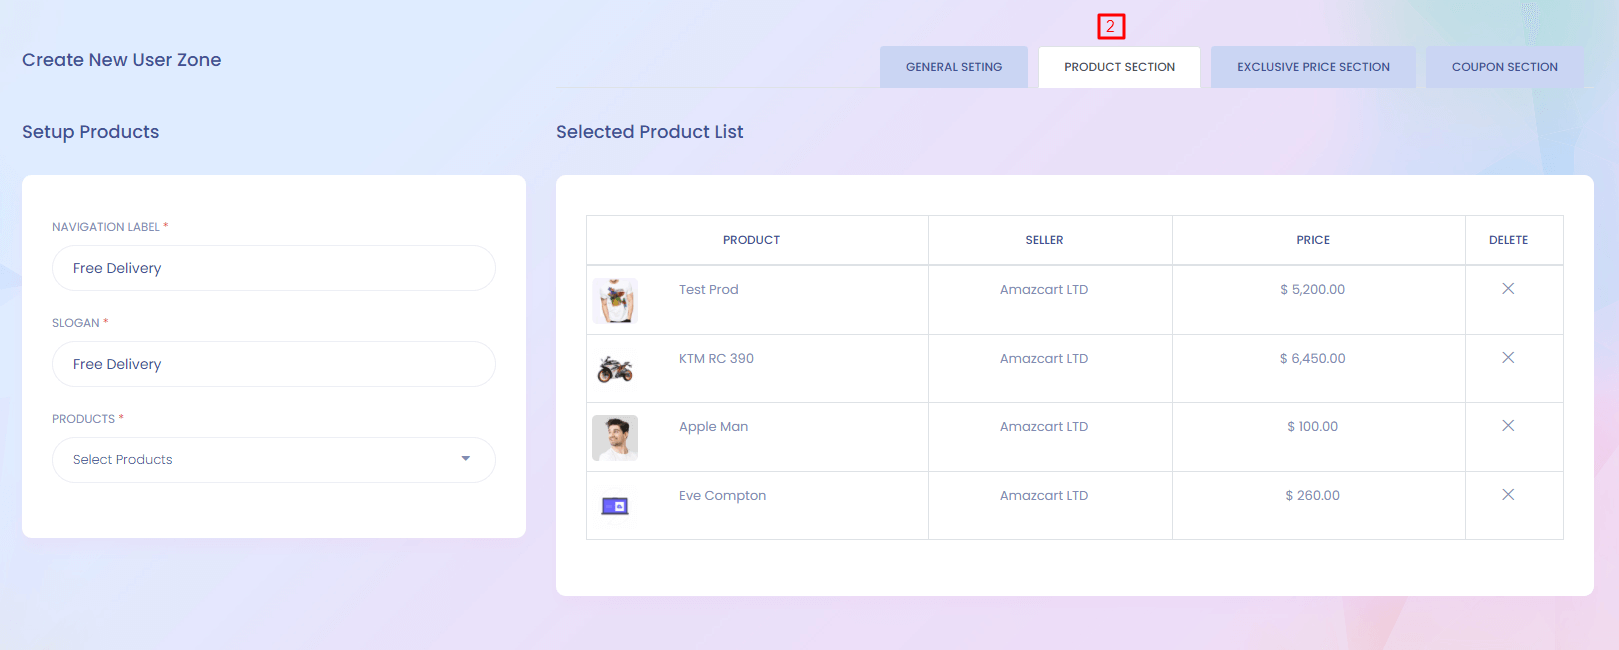 2
Create New User Zone
GENERAL SETING PRODUCT SECTION EXCLUSIVE PRICE SECTION COUPON SECTION
Setup Products
NAVIGATION LABEL *
Free Delivery
SLOGAN *
Free Delivery
PRODUCTS *
Select Products
Selected Product List
PRODUCT SELLER PRICE DELETE
Test Prod Amazcart LTD $ 5,200.00
KTM RC 390 Amazcart LTD $ 6,450.00
Apple Man Amazcart LTD $ 100.00
Eve Compton Amazcart LTD $ 260.00